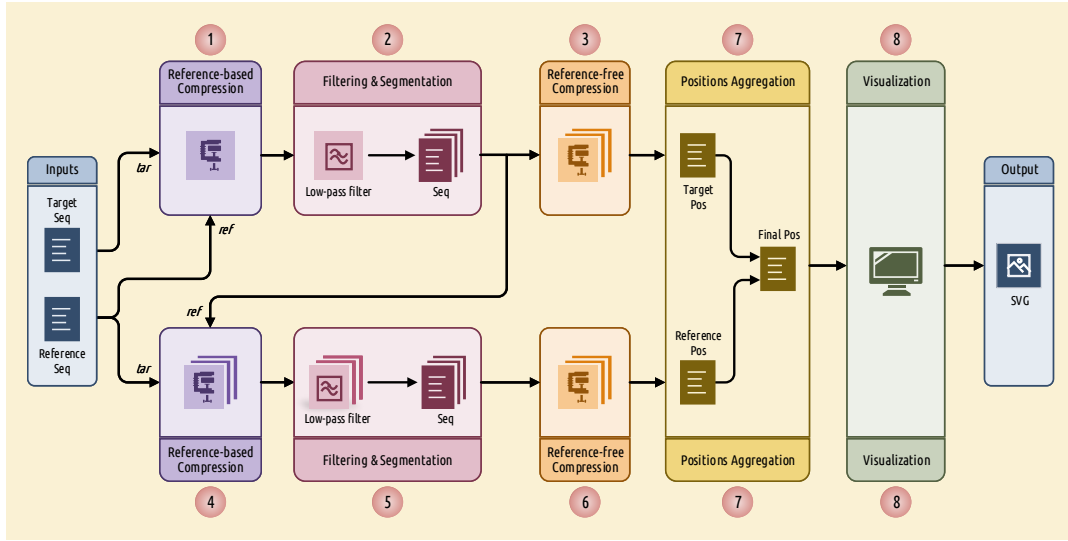 1
2
3
7
8
Reference-based
Compression
Filtering & Segmentation
Reference-free
Compression
Positions Aggregation
Visualization
Inputs
Target
Seq
Reference
Seq
tar
ref
Low-pass filter
Seq
Target
Pos
Final Pos
Reference
Pos
Output
SVG
ref
tar
Low-pass filter
Seq
Reference-based
Compression
Filtering & Segmentation
Reference-free
Compression
Positions Aggregation
Visualization
4
5
6
7
8